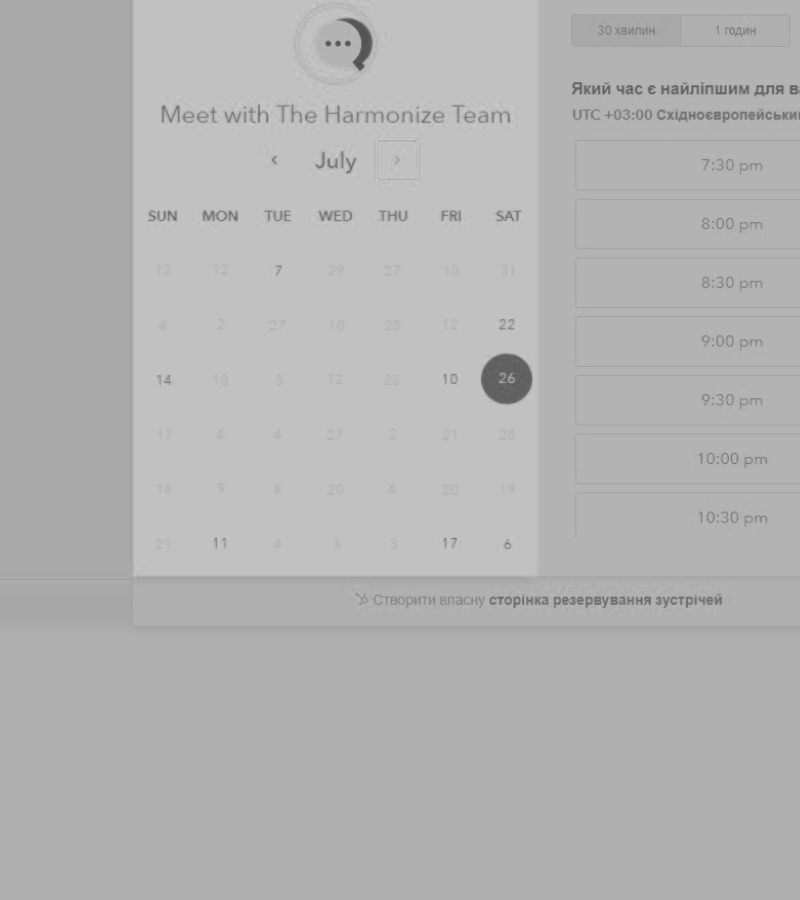 Meet with The Harmonize Team
July
SUN MON TUE WED THU FRI SAT
12 12 7 29 27 10 31
4 2 27 10 28 12 22
14 18 3 12 25 10 26
17 4 4 27 2 21 28
16 9 6 20 6 20 19
21 11 4 3 3 17 6
30 хвилин 1 годин
Який час є найліпшим для
UTC +03:00
7:30 pm
8:00 pm
8:30 pm
9:00 pm
9:30 pm
10:00 pm
10:30 pm
Створити власну сторінка резервування зустрічей